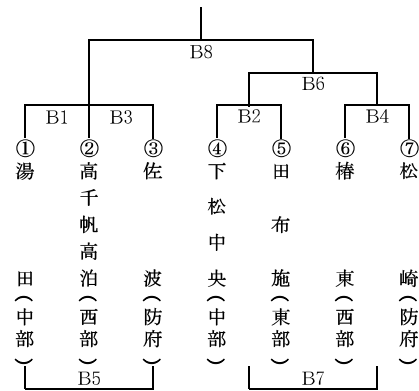 B8
B6
B1 B3 B2 B4
① ② ③ ④ ⑤ ⑥ ⑦
湯田(中部)
高千帆高泊(西部)
佐波(防府)
下松中央(中部)
田布施(東部)
椿東(西部)
松崎(防府)
B5 B7